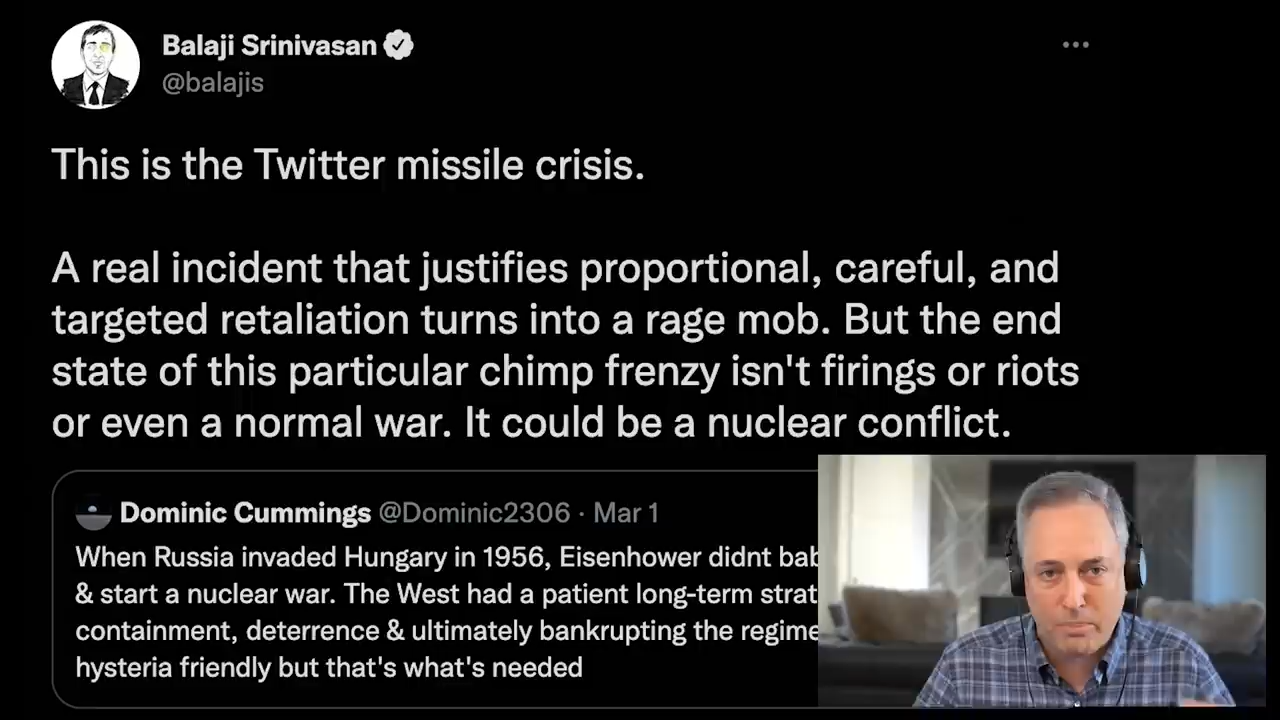 Balaji Srinivasan
@balajis
This is the Twitter missile crisis.
A real incident that justifies proportional, careful, and
targeted retaliation turns into a rage mob. But the end
state of this particular chimp frenzy isn't firings or riots
or even a normal war. It could be a nuclear conflict.
Dominic Cummings @Dominic2306 · Mar 1
When Russia invaded Hungary in 1956, Eisenhower didnt bab
& start a nuclear war. The West had a patient long-term strat
containment, deterrence & ultimately bankrupting the regime
hysteria friendly but that's what's needed